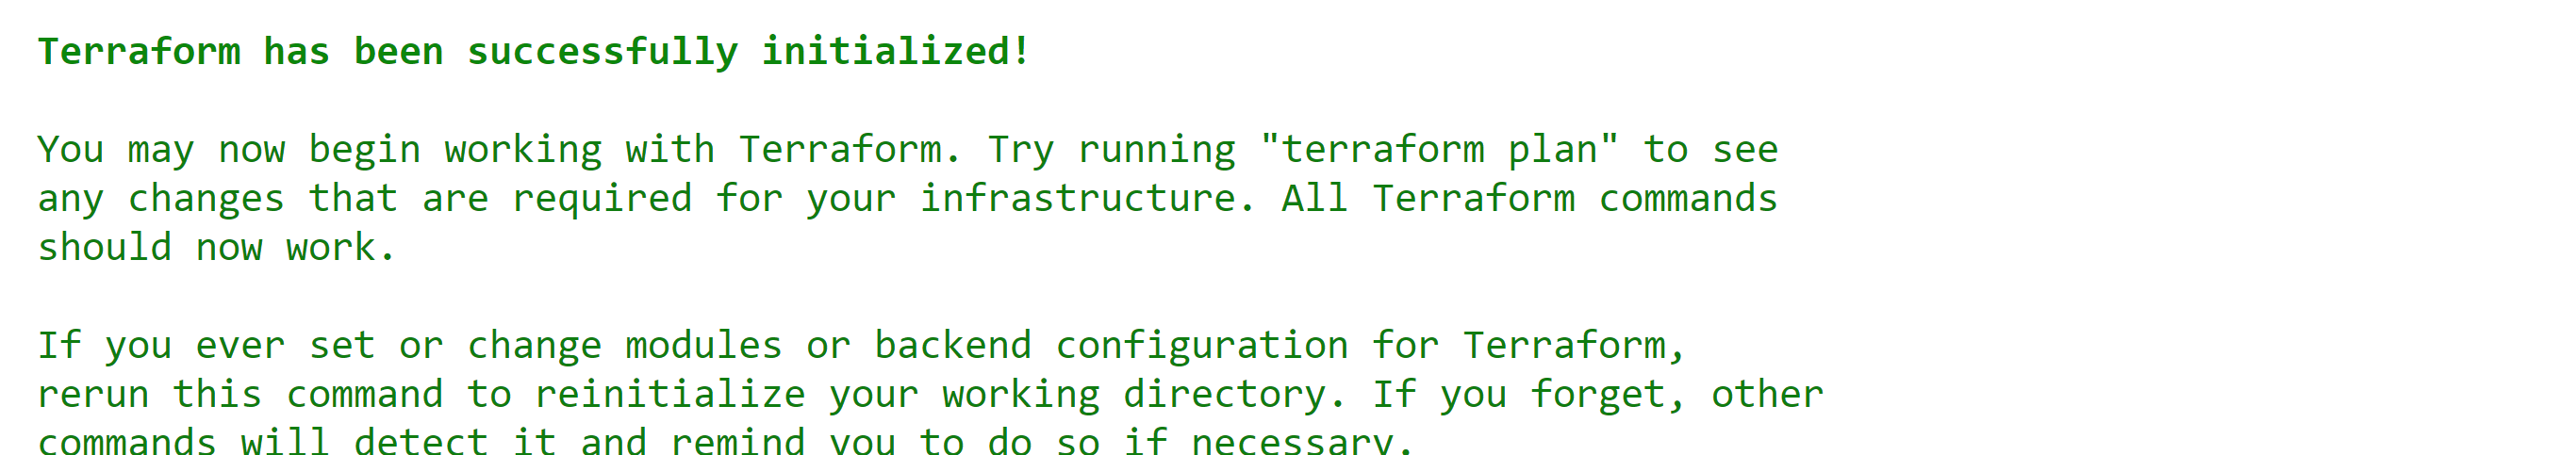 Terraform has been successfully initialized!
You may now begin working with Terraform. Try running "terraform plan" to see
any changes that are required for your infrastructure. All Terraform commands
should now work.
If you ever set or change modules or backend configuration for Terraform,
rerun this command to reinitialize your working directory. If you forget, other
commands will detect it and remind you to do so if necessary.